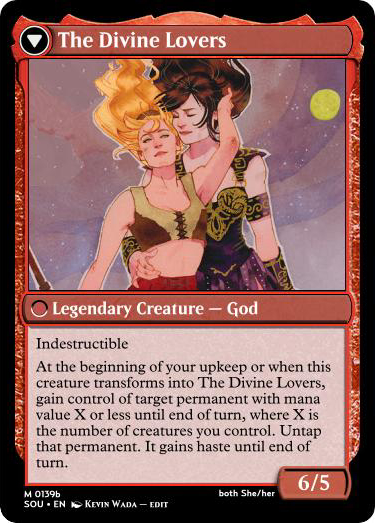 The Divine Lovers
Legendary Creature — God
Indestructible
At the beginning of your upkeep or when this
creature transforms into The Divine Lovers,
gain control of target permanent with mana
value X or less until end of turn, where X is
the number of creatures you control. Untap
that permanent. It gains haste until end of
turn.
6/5
M 0139b
both She/her
SOU • EN Kevin Wada — edit